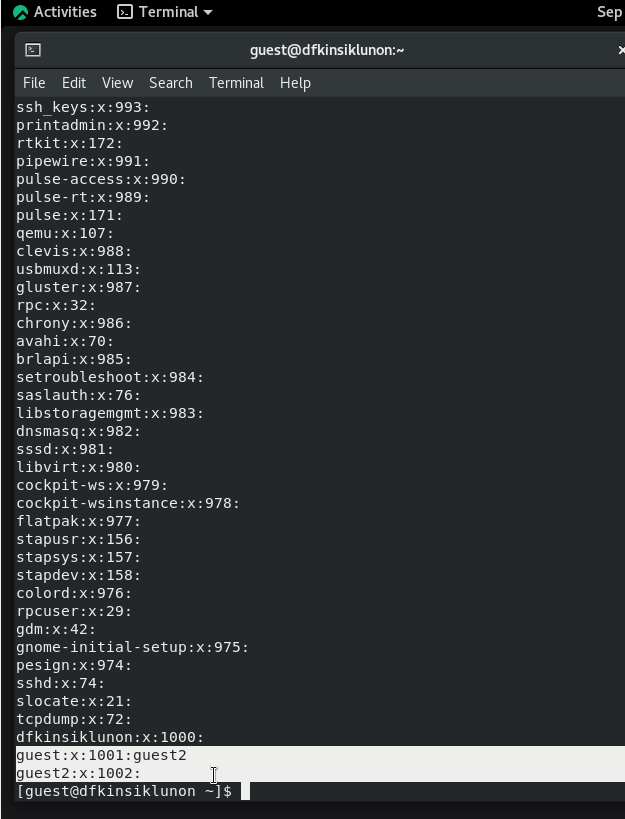 Activities Terminal Sep
guest@dfkinsiklunon:~
File Edit View Search Terminal Help
ssh_keys:x:993:
printadmin:x:992:
rtkit:x:172:
pipewire:x:991:
pulse-access:x:990:
pulse-rt:x:989:
pulse:x:171:
qemu:x:107:
clevis:x:988:
usbmuxd:x:113:
gluster:x:987:
rpc:x:32:
chrony:x:986:
avahi:x:70:
brlapi:x:985:
setroubleshoot:x:984:
saslauth:x:76:
libstoragemgmt:x:983:
dnsmasq:x:982:
sssd:x:981:
libvirt:x:980:
cockpit-ws:x:979:
cockpit-wsinstance:x:978:
flatpak:x:977:
stapusr:x:156:
stapsys:x:157:
stapdev:x:158:
colord:x:976:
rpcuser:x:29:
gdm:x:42:
gnome-initial-setup:x:975:
pesign:x:974:
sshd:x:74:
slocate:x:21:
tcpdump:x:72:
dfkinsiklunon:x:1000:
guest:x:1001:guest2
guest2:x:1002:
[guest@dfkinsiklunon ~]$